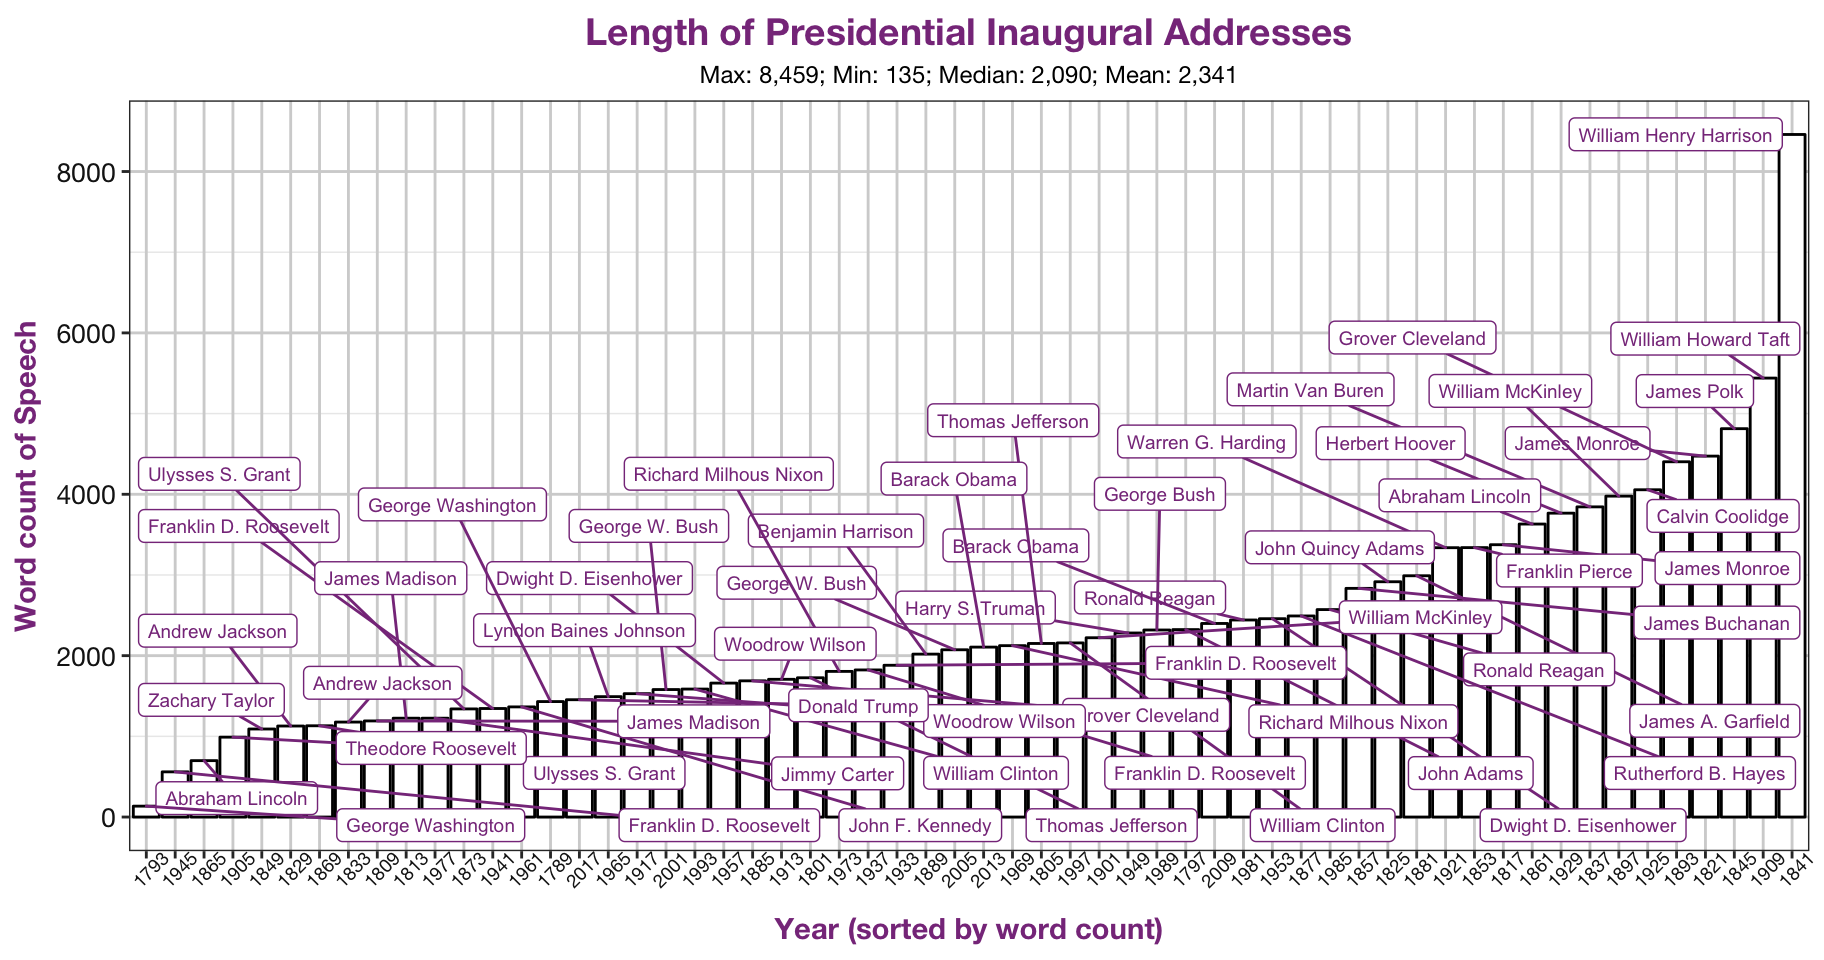 Length of Presidential Inaugural Addresses
Max: 8,459; Min: 135; Median: 2,090; Mean: 2,341
Word count of Speech
8000
6000
4000
2000
0
William Henry Harrison
Grover Cleveland
William Howard Taft
Martin Van Buren
William McKinley
James Polk
Thomas Jefferson
Warren G. Harding
Herbert Hoover
James Monroe
Ulysses S. Grant
Richard Milhous Nixon
Barack Obama
George Bush
Abraham Lincoln
George Washington
Calvin Coolidge
Franklin D. Roosevelt
George W. Bush
Benjamin Harrison
Barack Obama
John Quincy Adams
James Madison
Dwight D. Eisenhower
George W. Bush
Franklin Pierce
James Monroe
Harry S. Truman
Ronald Reagan
William McKinley
James Buchanan
Andrew Jackson
Lyndon Baines Johnson
Woodrow Wilson
Franklin D. Roosevelt
Ronald Reagan
Andrew Jackson
Zachary Taylor
Donald Trump
James Madison
Woodrow Wilson
Grover Cleveland
Richard Milhous Nixon
James A. Garfield
Theodore Roosevelt
Ulysses S. Grant
Jimmy Carter
William Clinton
Franklin D. Roosevelt
John Adams
Rutherford B. Hayes
Abraham Lincoln
George Washington
Franklin D. Roosevelt
John F. Kennedy
Thomas Jefferson
William Clinton
Dwight D. Eisenhower
1793 1945 1865 1905 1849 1829 1869 1833 1809 1813 1977 1873 1941 1961 1789 2017 1965 1917 2001 1993 1957 1885 1913 1801 1973 1937 1933 1889 2005 2013 1969 1805 1997 1901 1949 1989 1797 2009 1981 1953 1877 1985 1857 1825 1881 1921 1853 1817 1861 1929 1837 1897 1925 1893 1821 1845 1909 1841
Year (sorted by word count)